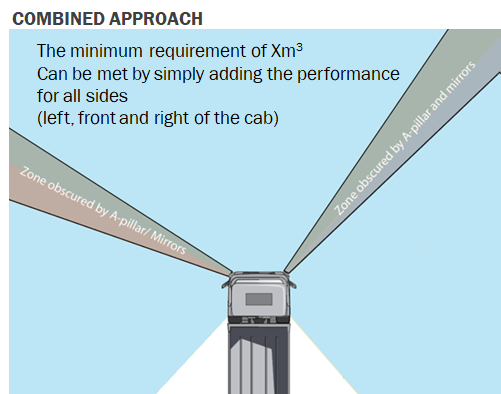 COMBINED APPROACH
The minimum requirement of Xm³
Can be met by simply adding the performance
for all sides
(left, front and right of the cab)
Zone obscured by A-pillar/ Mirrors
Zone obscured by A-pillar and mirrors